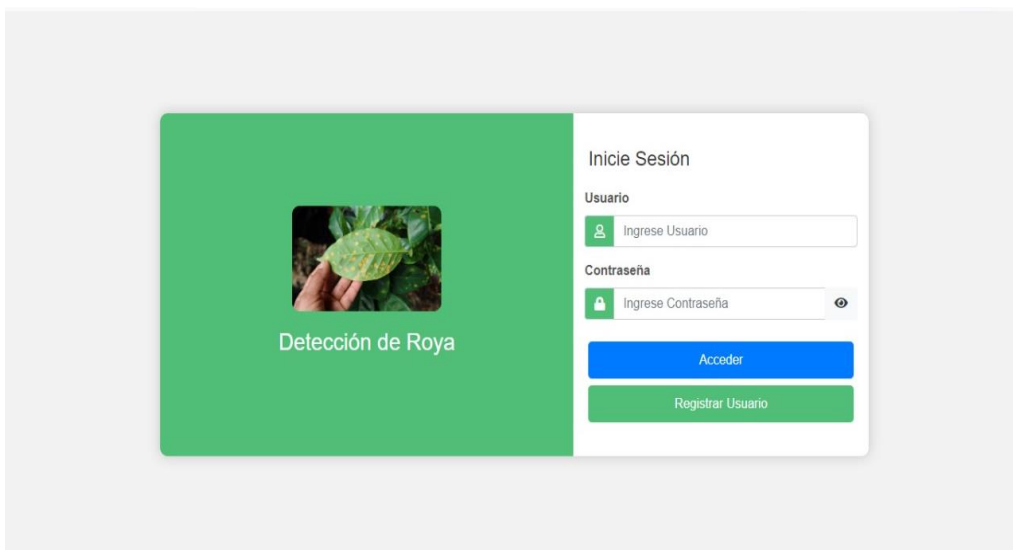 Detección de Roya
Inicie Sesión
Usuario
Ingrese Usuario
Contraseña
Ingrese Contraseña
Acceder
Registrar Usuario